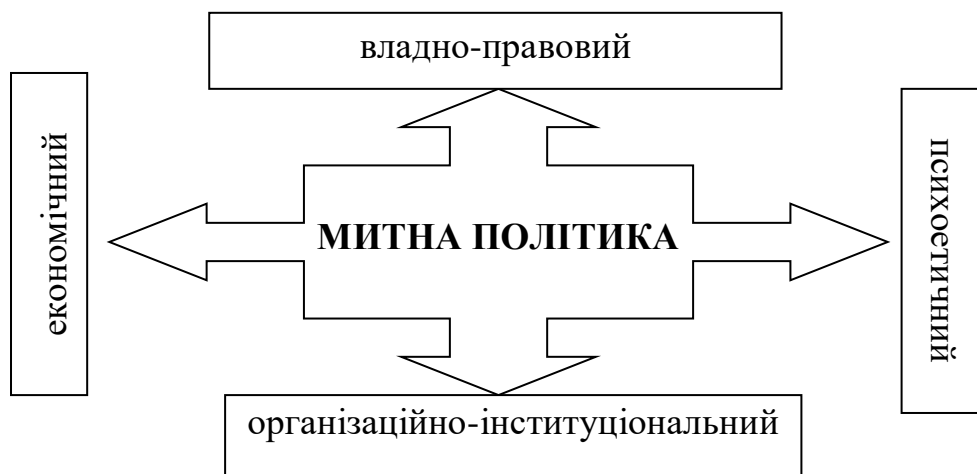 владно-правовий
економічний
МИТНА ПОЛІТИКА
психоетичний
організаційно-інституціональний